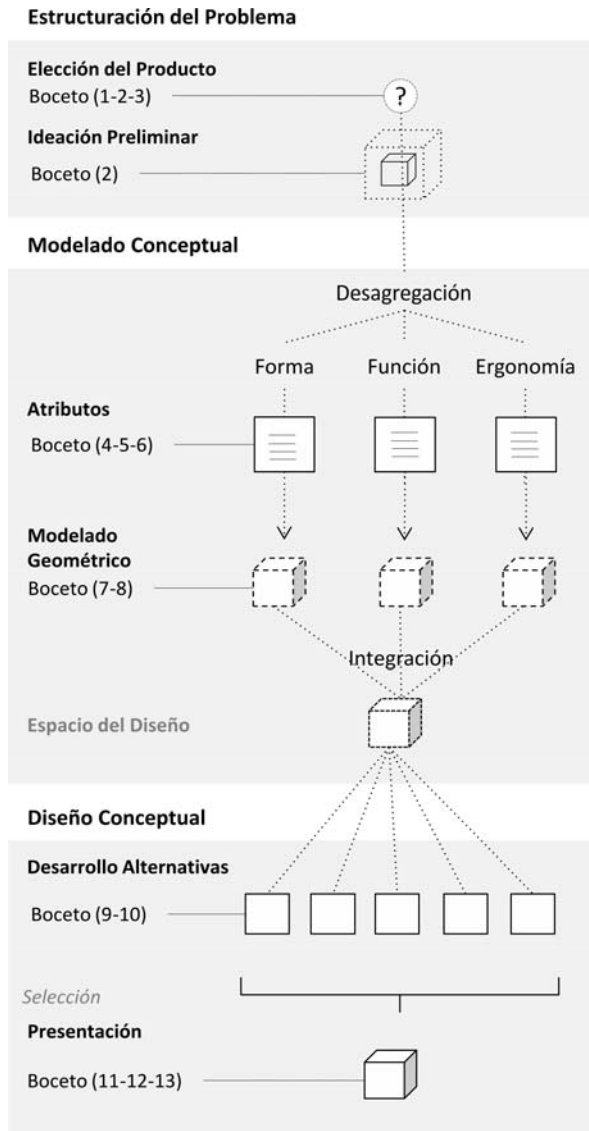 Estructuración del Problema
Elección del Producto
Boceto (1-2-3)
?
Ideación Preliminar
Boceto (2)
Modelado Conceptual
Desagregación
Forma Función Ergonomía
Atributos
Boceto (4-5-6)
Modelado
Geométrico
Boceto (7-8)
Integración
Espacio del Diseño
Diseño Conceptual
Desarrollo Alternativas
Boceto (9-10)
Selección
Presentación
Boceto (11-12-13)